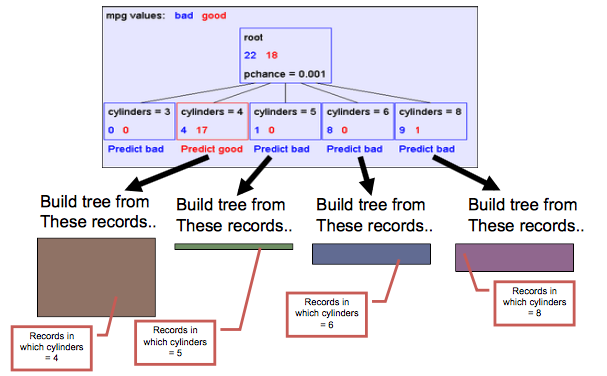 mpg values: bad good
root
22 18
pchance = 0.001
cylinders = 3
0 0
Predict bad
cylinders = 4
4 17
Predict good
cylinders = 5
1 0
Predict bad
cylinders = 6
8 0
Predict bad
cylinders = 8
9 1
Predict bad
Build tree from
These records..
Build tree from
These records..
Build tree from
These records..
Build tree from
These records..
Records in
which cylinders
= 4
Records in
which cylinders
= 5
Records in
which cylinders
= 6
Records in
which cylinders
= 8